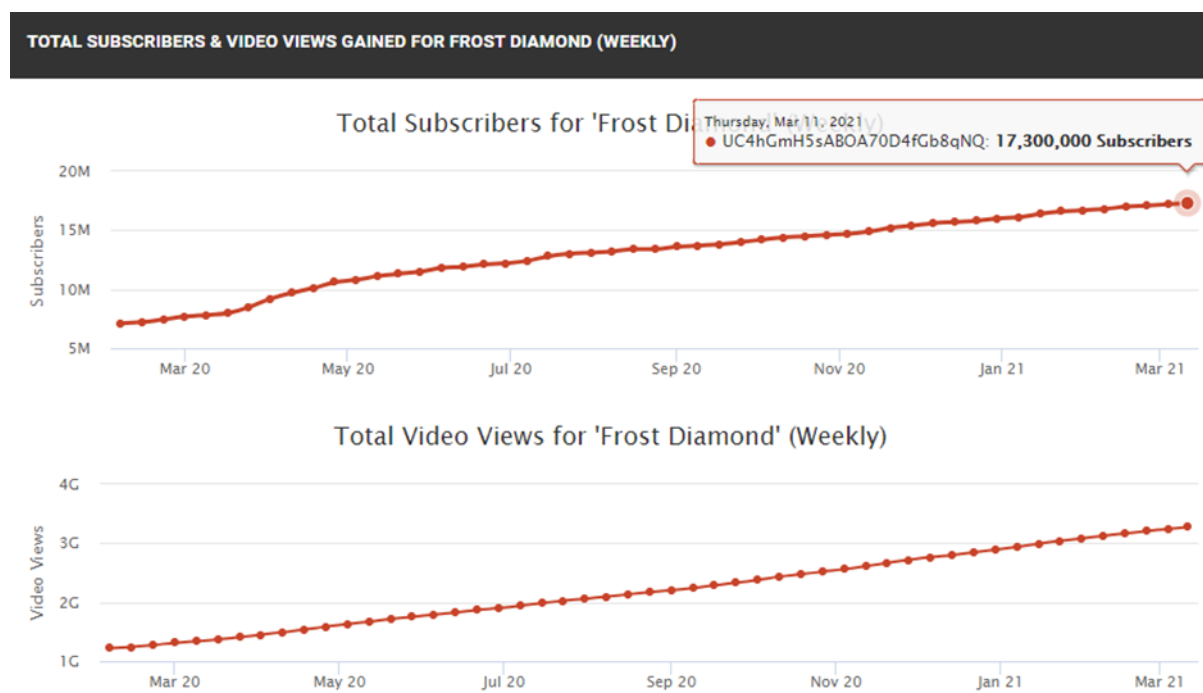 TOTAL SUBSCRIBERS & VIDEO VIEWS GAINED FOR FROST DIAMOND (WEEKLY)
Total Subscribers for 'Frost Diamond' (Weekly)
Thursday, Mar 11, 2021
● UC4hGmH5sABOA70D4fGb8qNQ: 17,300,000 Subscribers
20M
15M
10M
5M
Subscribers
Mar 20 May 20 Jul 20 Sep 20 Nov 20 Jan 21 Mar 21
Total Video Views for 'Frost Diamond' (Weekly)
4G
3G
2G
1G
Video Views
Mar 20 May 20 Jul 20 Sep 20 Nov 20 Jan 21 Mar 21